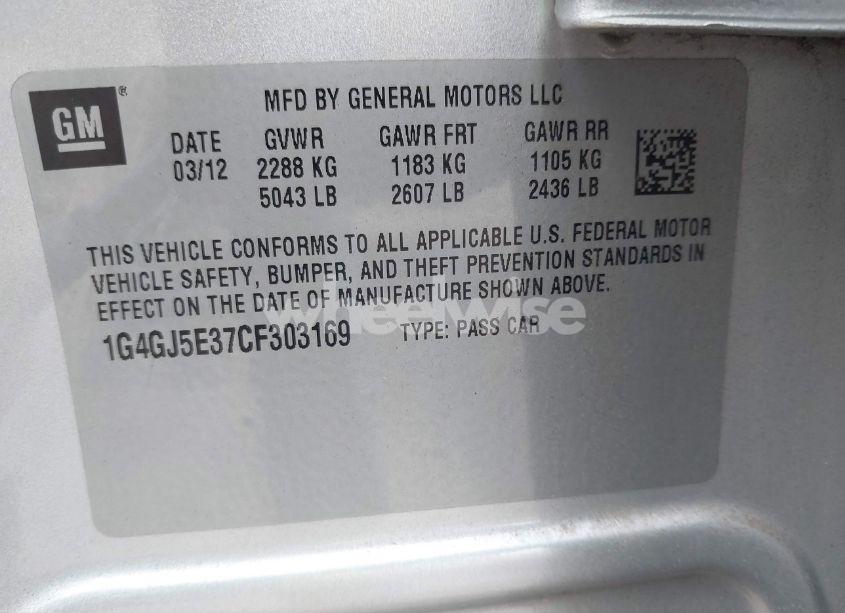 GM®
MFD BY GENERAL MOTORS LLC
DATE GVWR GAWR FRT GAWR RR
03/12 2288 KG 1183 KG 1105 KG
5043 LB 2607 LB 2436 LB
THIS VEHICLE CONFORMS TO ALL APPLICABLE U.S. FEDERAL MOTOR
VEHICLE SAFETY, BUMPER, AND THEFT PREVENTION STANDARDS IN
EFFECT ON THE DATE OF MANUFACTURE SHOWN ABOVE.
wheelwise
1G4GJ5E37CF303169 TYPE: PASS CAR